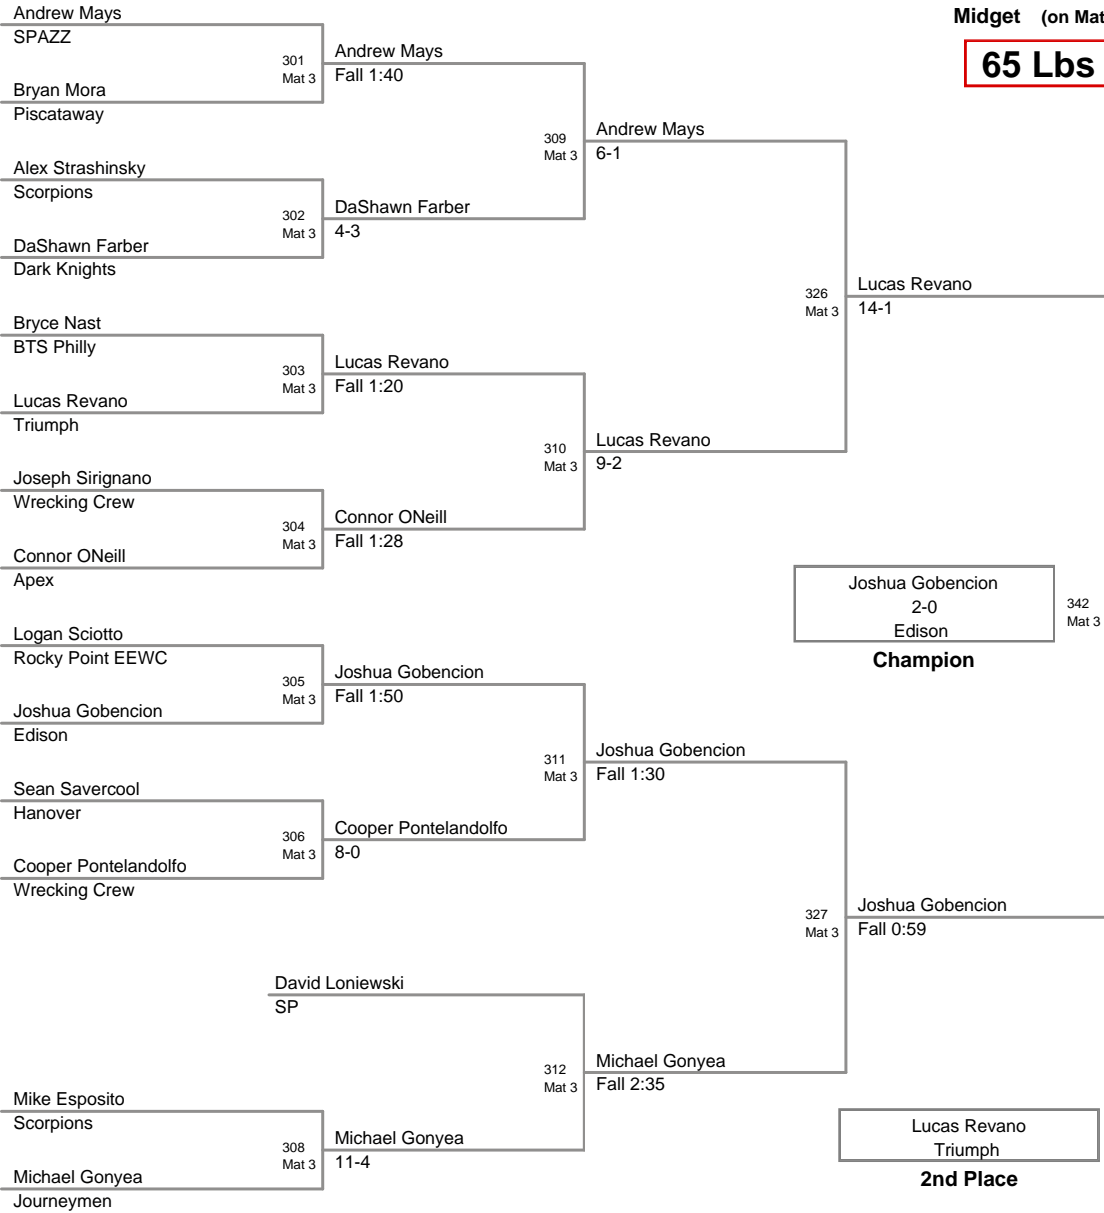 Andrew Mays
SPAZZ
Midget (on Mat
65 Lbs
301
Mat 3
Andrew Mays
Fall 1:40
Bryan Mora
Piscataway
309
Mat 3
Andrew Mays
6-1
Alex Strashinsky
Scorpions
302
Mat 3
DaShawn Farber
4-3
DaShawn Farber
Dark Knights
326
Mat 3
Lucas Revano
14-1
Bryce Nast
BTS Philly
303
Mat 3
Lucas Revano
Fall 1:20
Lucas Revano
Triumph
310
Mat 3
Lucas Revano
9-2
Joseph Sirignano
Wrecking Crew
304
Mat 3
Connor ONeill
Fall 1:28
Connor ONeill
Apex
Joshua Gobencion
2-0
Edison
Champion
342
Mat 3
Logan Sciotto
Rocky Point EEWC
305
Mat 3
Joshua Gobencion
Fall 1:50
Joshua Gobencion
Edison
311
Mat 3
Joshua Gobencion
Fall 1:30
Sean Savercool
Hanover
306
Mat 3
Cooper Pontelandolfo
8-0
Cooper Pontelandolfo
Wrecking Crew
327
Mat 3
Joshua Gobencion
Fall 0:59
David Loniewski
SP
312
Mat 3
Michael Gonyea
Fall 2:35
Mike Esposito
Scorpions
308
Mat 3
Michael Gonyea
11-4
Michael Gonyea
Journeymen
Lucas Revano
Triumph
2nd Place